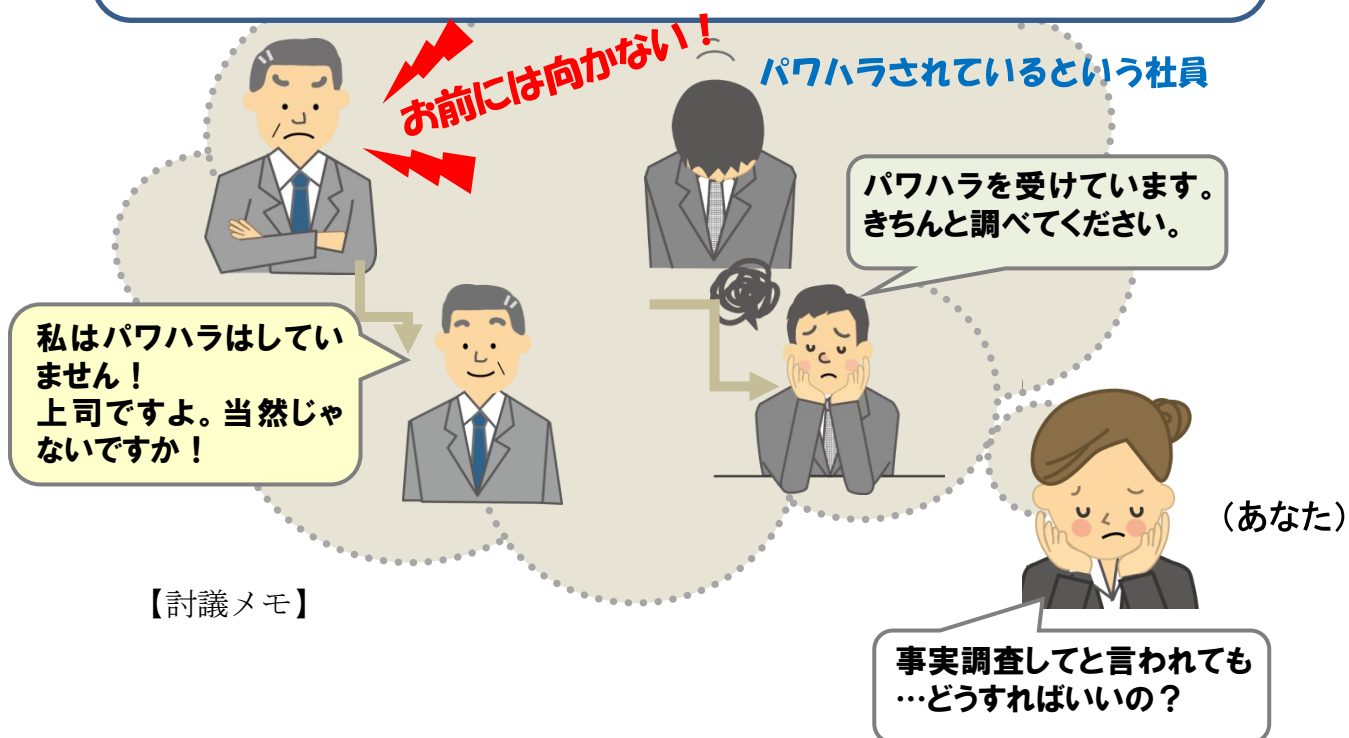 お前には向かない！
パワハラされているという社員
パワハラを受けています。
きちんと調べてください。
私はパワハラはしてい
ません！
上司ですよ。当然じゃ
ないですか！
（あなた）
【討議メモ】
事実調査してと言われても
…どうすればいいの？